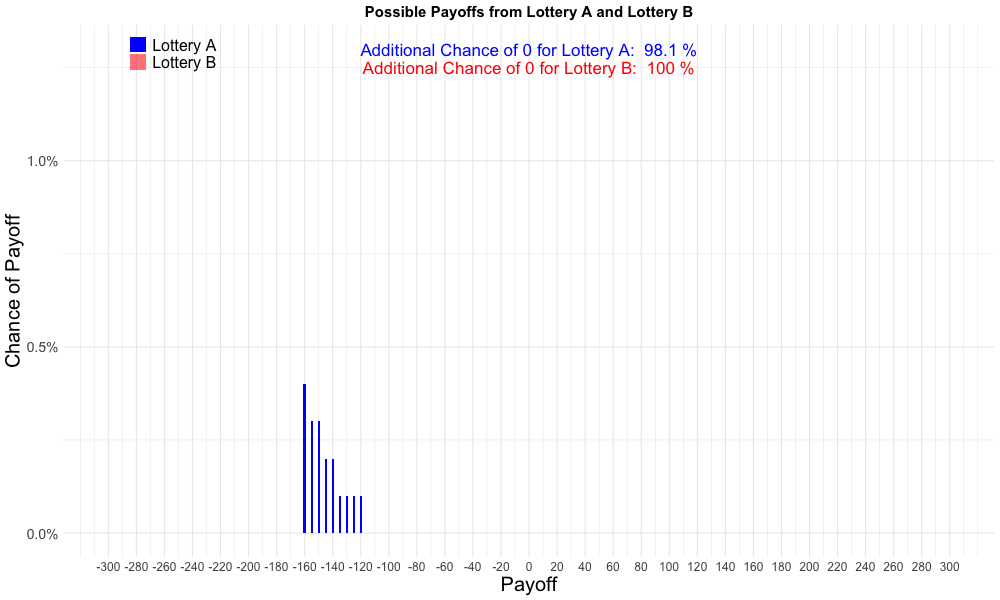 Possible Payoffs from Lottery A and Lottery B
Lottery A
Lottery B
Additional Chance of 0 for Lottery A:  98.1 %
Additional Chance of 0 for Lottery B:  100 %
Chance of Payoff
1.0%
0.5%
0.0%
-300 -280 -260 -240 -220 -200 -180 -160 -140 -120 -100 -80 -60 -40 -20 0 20 40 60 80 100 120 140 160 180 200 220 240 260 280 300
Payoff